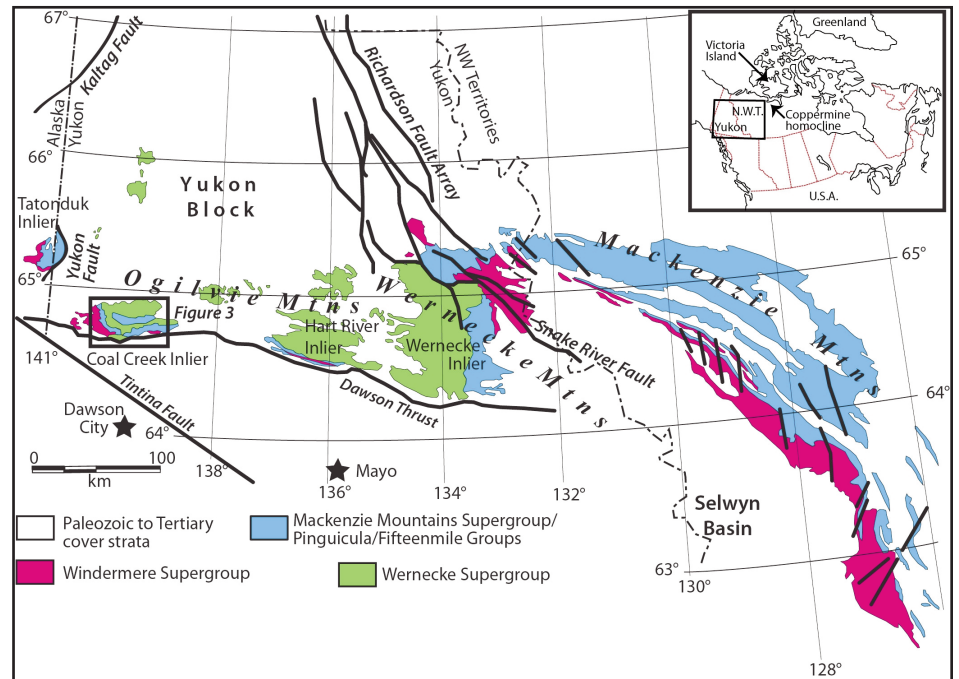 67°
Kaltag Fault
Alaska
Yukon
66°
Richardson Fault Array
Yukon
NW Territories
Greenland
Victoria
Island
N.W.T.
Yukon
Coppermine
homocline
U.S.A.
Yukon
Block
Tatonduk
Inlier
Yukon
Fault
65°
Ogilvie Mtns
Figure 3
Coal Creek Inlier
Hart River
Inlier
Wernecke Mtns
Wernecke
Inlier
Snake River Fault
Mackenzie Mtns
65°
64°
141°
Tintina Fault
Dawson Thrust
Dawson
City
64°
138°
0
100
km
Mayo
136°
134°
132°
Selwyn
Basin
63°
130°
128°
Paleozoic to Tertiary
cover strata
Mackenzie Mountains Supergroup/
Pinguicula/Fifteenmile Groups
Windermere Supergroup
Wernecke Supergroup